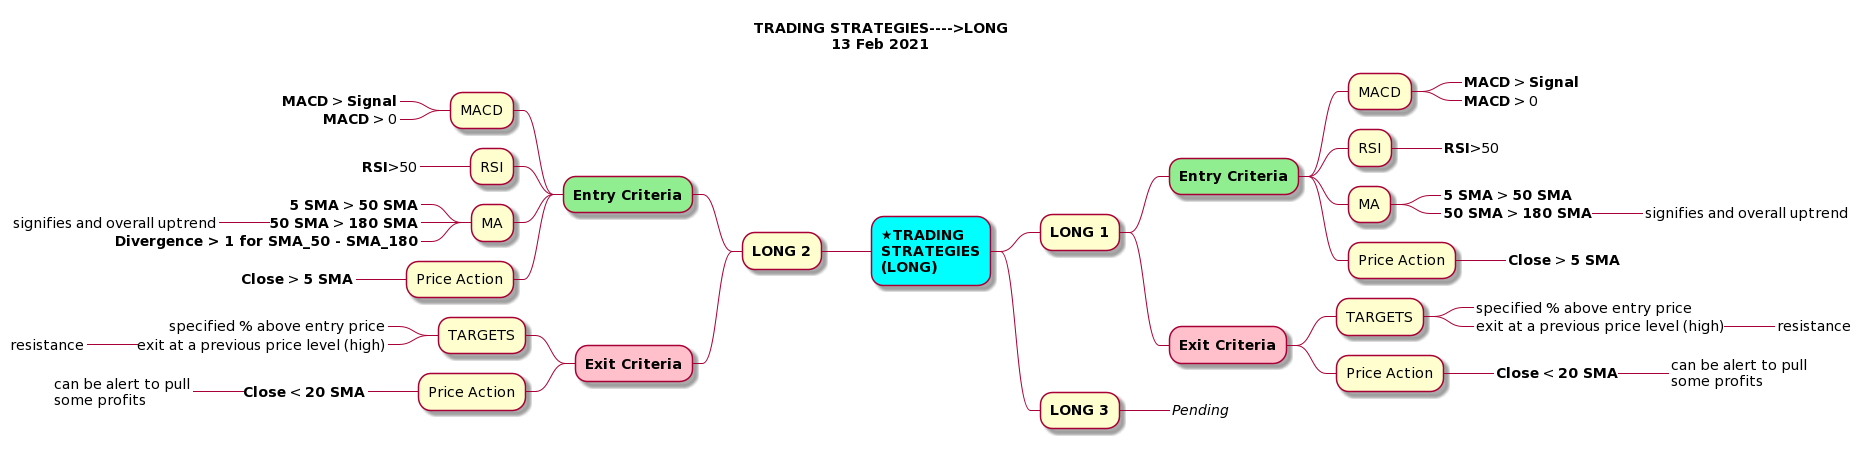 TRADING STRATEGIES---->LONG
13 Feb 2021
★TRADING
STRATEGIES
(LONG)
LONG 1
Entry Criteria
MACD
MACD > Signal
MACD > 0
RSI
RSI>50
MA
5 SMA > 50 SMA
50 SMA > 180 SMA
signifies and overall uptrend
Price Action
Close > 5 SMA
Exit Criteria
TARGETS
specified % above entry price
exit at a previous price level (high)
resistance
Price Action
Close < 20 SMA
can be alert to pull
some profits
LONG 3
Pending
LONG 2
Entry Criteria
MACD
MACD > Signal
MACD > 0
RSI
RSI>50
MA
5 SMA > 50 SMA
50 SMA > 180 SMA
signifies and overall uptrend
Divergence > 1 for SMA_50 - SMA_180
Price Action
Close > 5 SMA
Exit Criteria
TARGETS
specified % above entry price
exit at a previous price level (high)
resistance
Price Action
Close < 20 SMA
can be alert to pull
some profits